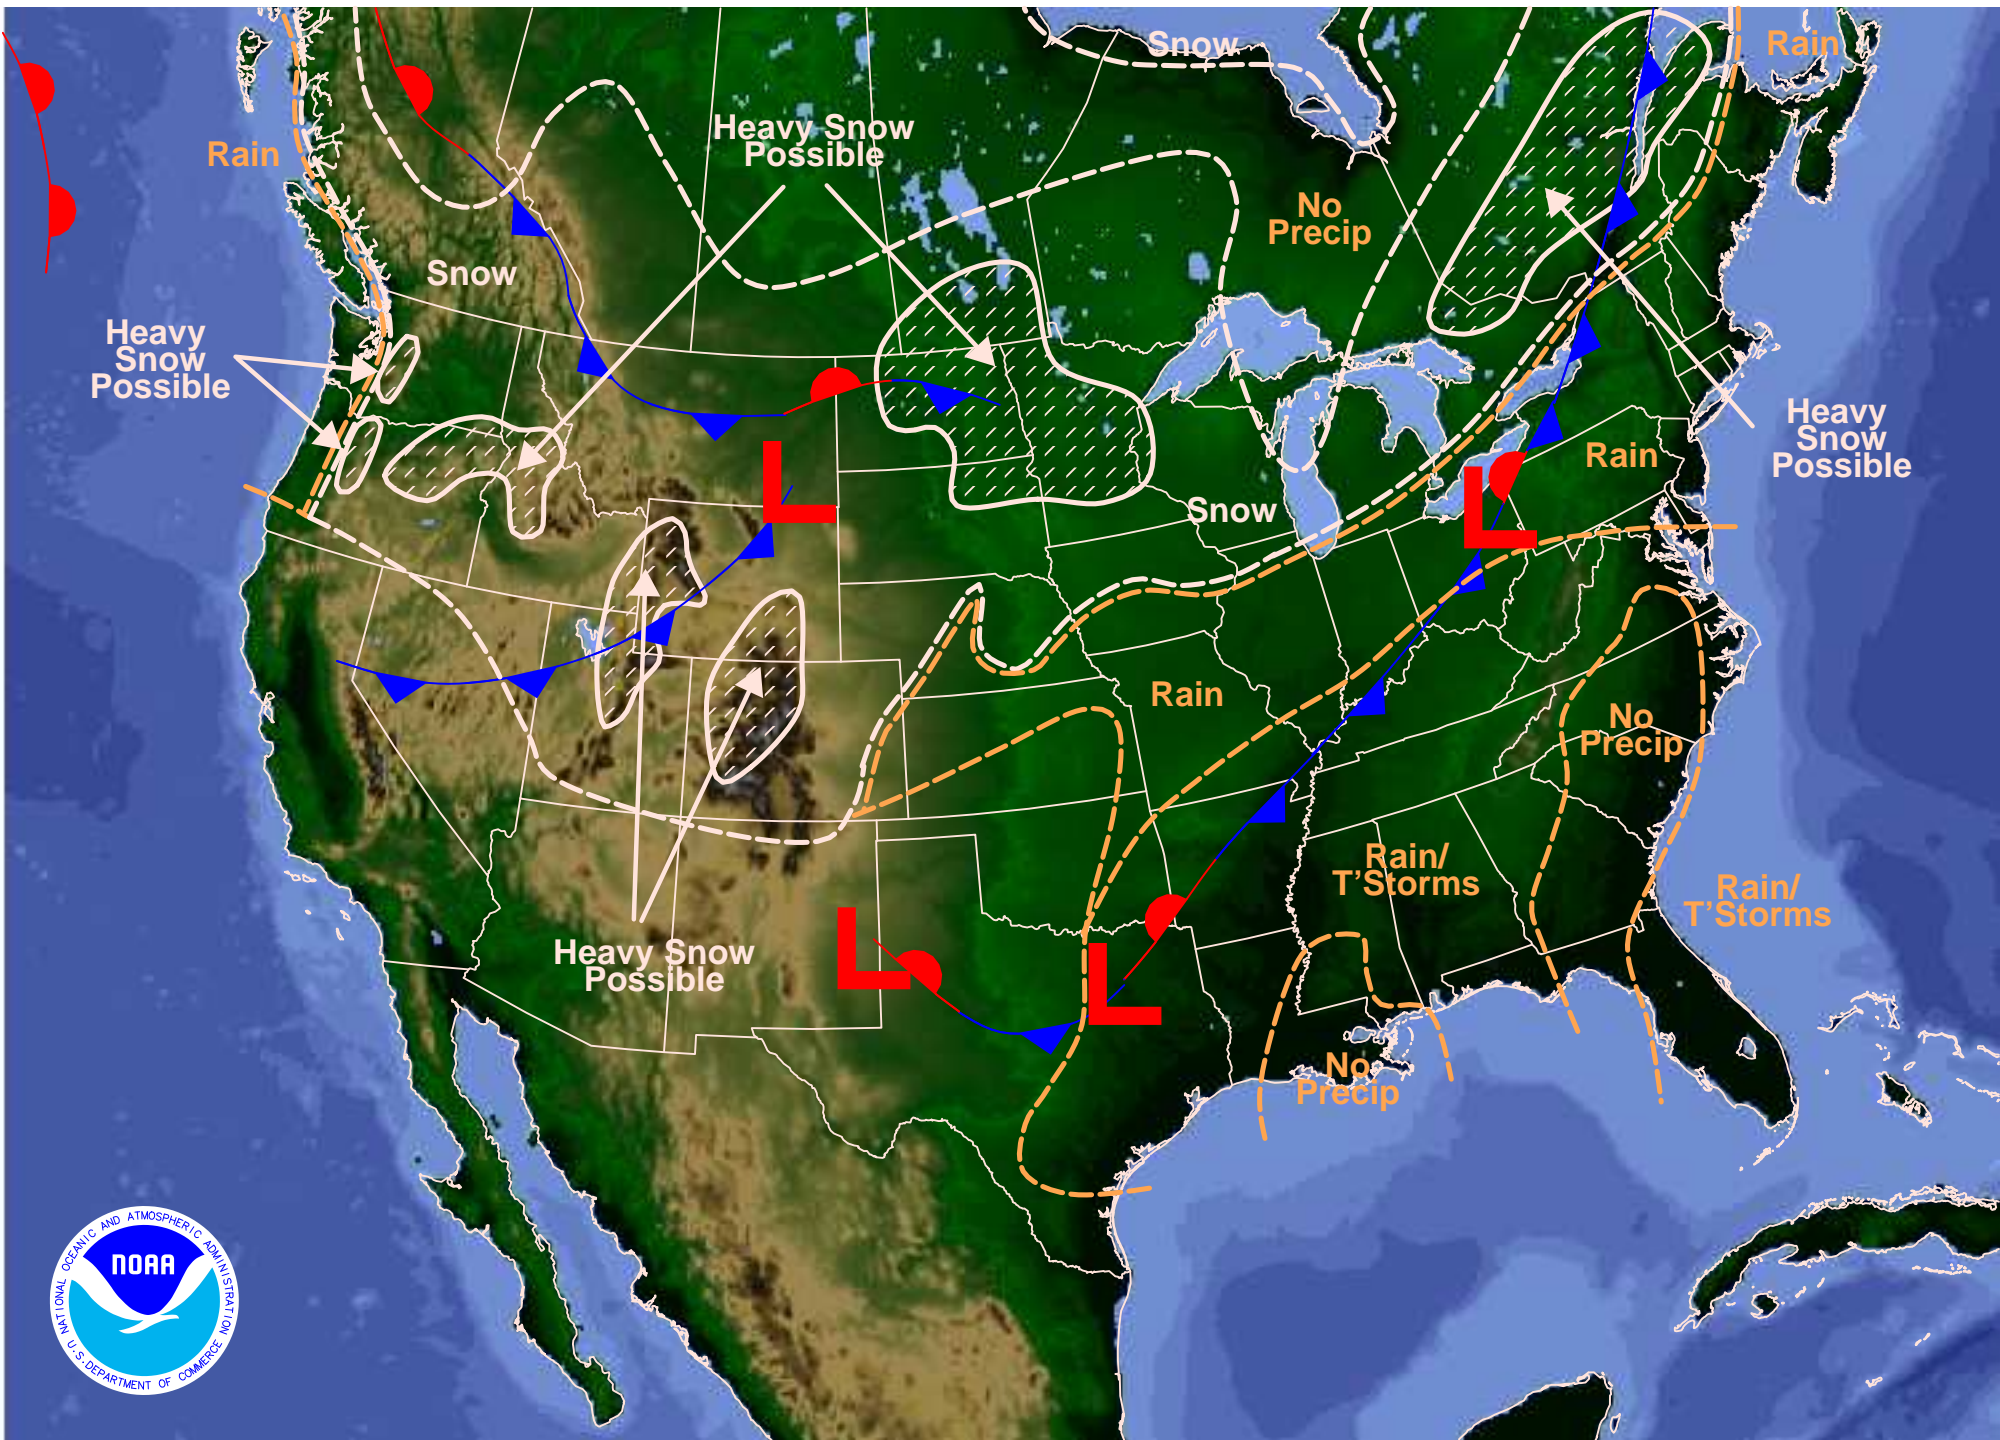 Snow
Rain
Heavy Snow
Possible
Rain
No
Precip
Snow
Heavy
Snow
Possible
Heavy
Snow
Possible
Rain
Snow
Rain
No
Precip
Rain/
T'Storms
Rain/
T'Storms
Heavy Snow
Possible
No
Precip
L
L
L
L
NATIONAL OCEANIC AND ATMOSPHERIC ADMINISTRATION
NOAA
U.S. DEPARTMENT OF COMMERCE